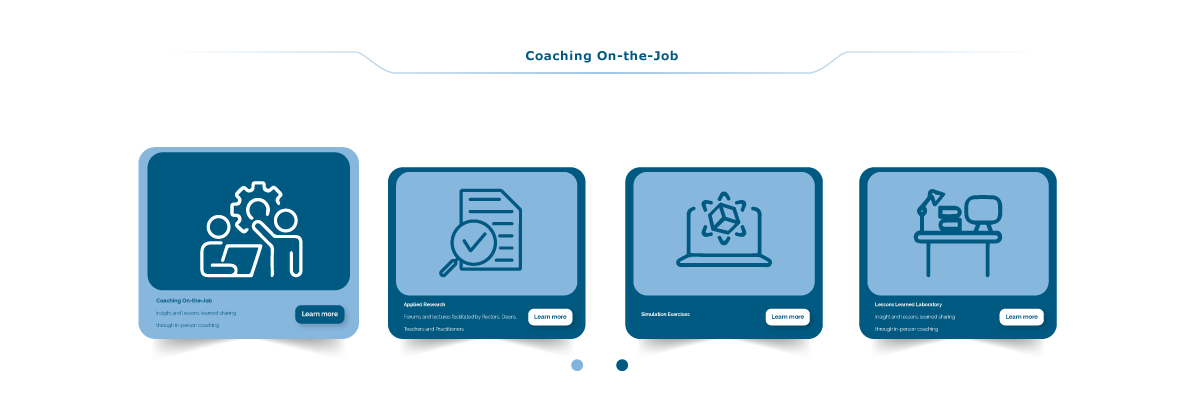 Coaching On-the-Job
Coaching On-the-Job
Insight and lessons learned sharing
through in-person coaching
Learn more
Applied Research
Forums and lectures facilitated by Rectors, Deans,
Teachers and Practitioners
Learn more
Simulation Exercises
Learn more
Lessons Learned Laboratory
Insight and lessons learned sharing
through in-person coaching
Learn more